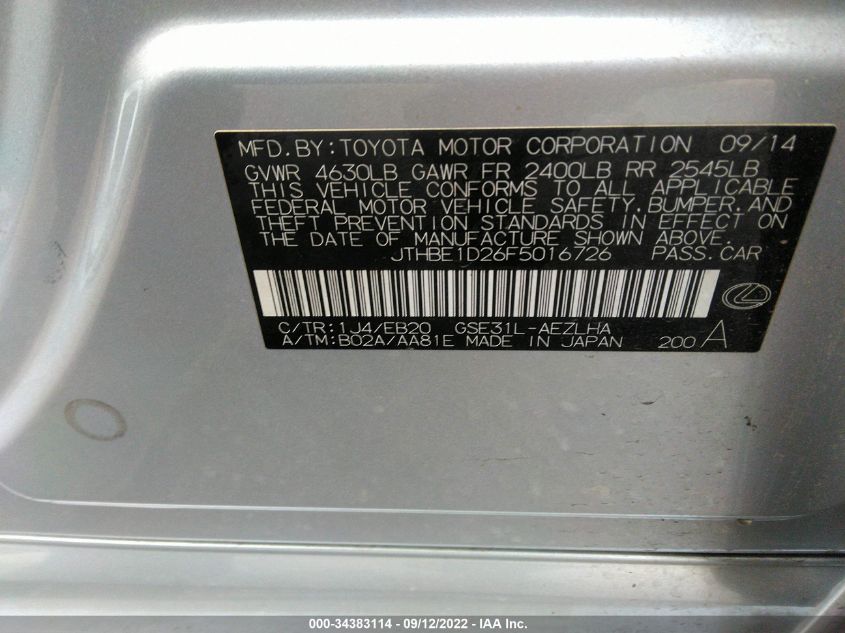 MFD.BY:TOYOTA MOTOR CORPORATION 09/14
GVWR 4630LB GAWR FR 2400LB RR 2545LB
THIS VEHICLE CONFORMS TO ALL APPLICABLE
FEDERAL MOTOR VEHICLE SAFETY,BUMPER,AND
THEFT PREVENTION STANDARDS IN EFFECT ON
THE DATE OF MANUFACTURE SHOWN ABOVE.
JTHBE1D26F5016726 PASS.CAR
C/TR:1J4/EB20 GSE31L-AEZLHA
A/TM:B02A/AA81E MADE IN JAPAN 200 A
000-34383114 - 09/12/2022 - IAA Inc.